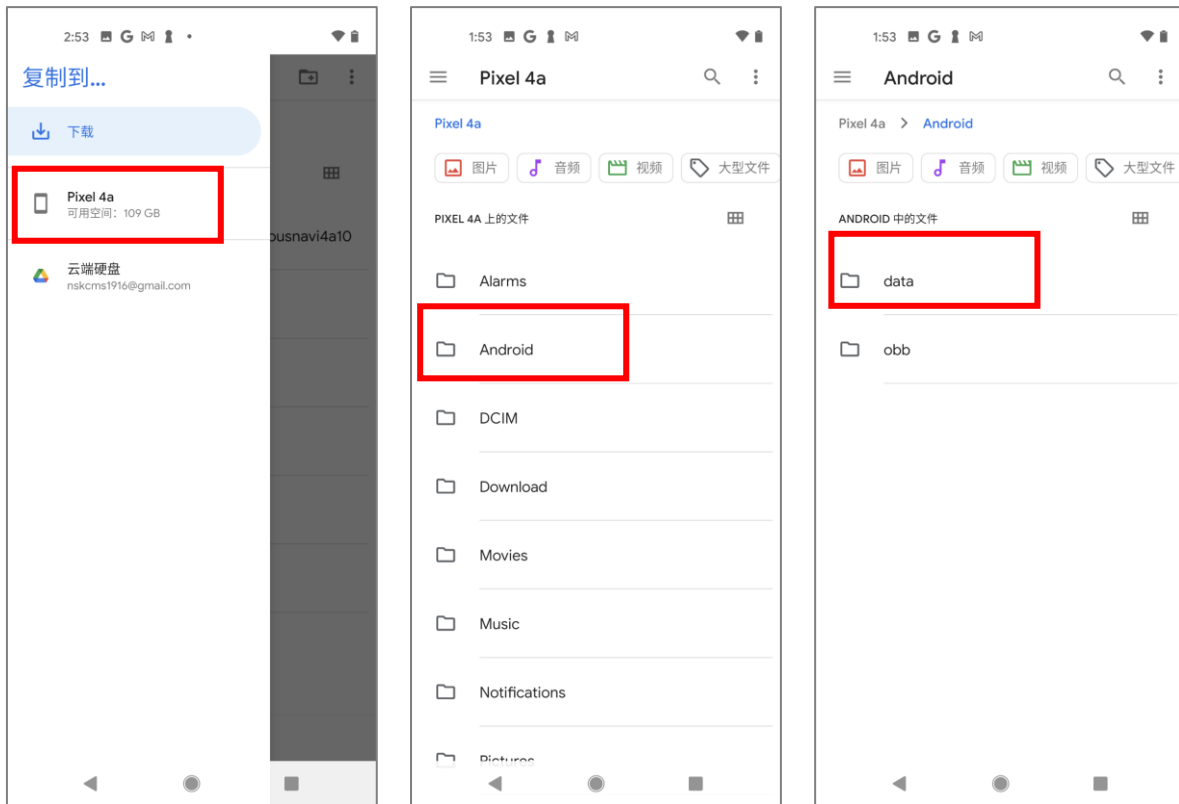 2:53
复制到...
下载
Pixel 4a
可用空间：109 GB
云端硬盘
nskcms1916@gmail.com
ousnavi4a10
1:53
Pixel 4a
Pixel 4a
图片
音频
视频
大型文件
PIXEL 4A 上的文件
Alarms
Android
DCIM
Download
Movies
Music
Notifications
Pictures
1:53
Android
Pixel 4a > Android
图片
音频
视频
大型文件
ANDROID 中的文件
data
obb